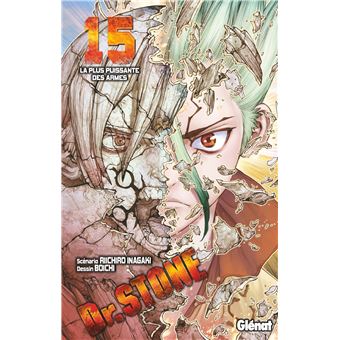 15
LA PLUS PUISSANTE
DES ARMES
Scénario RIICHIRO INAGAKI
Dessin BOICHI
Dr.STONE
Glénat